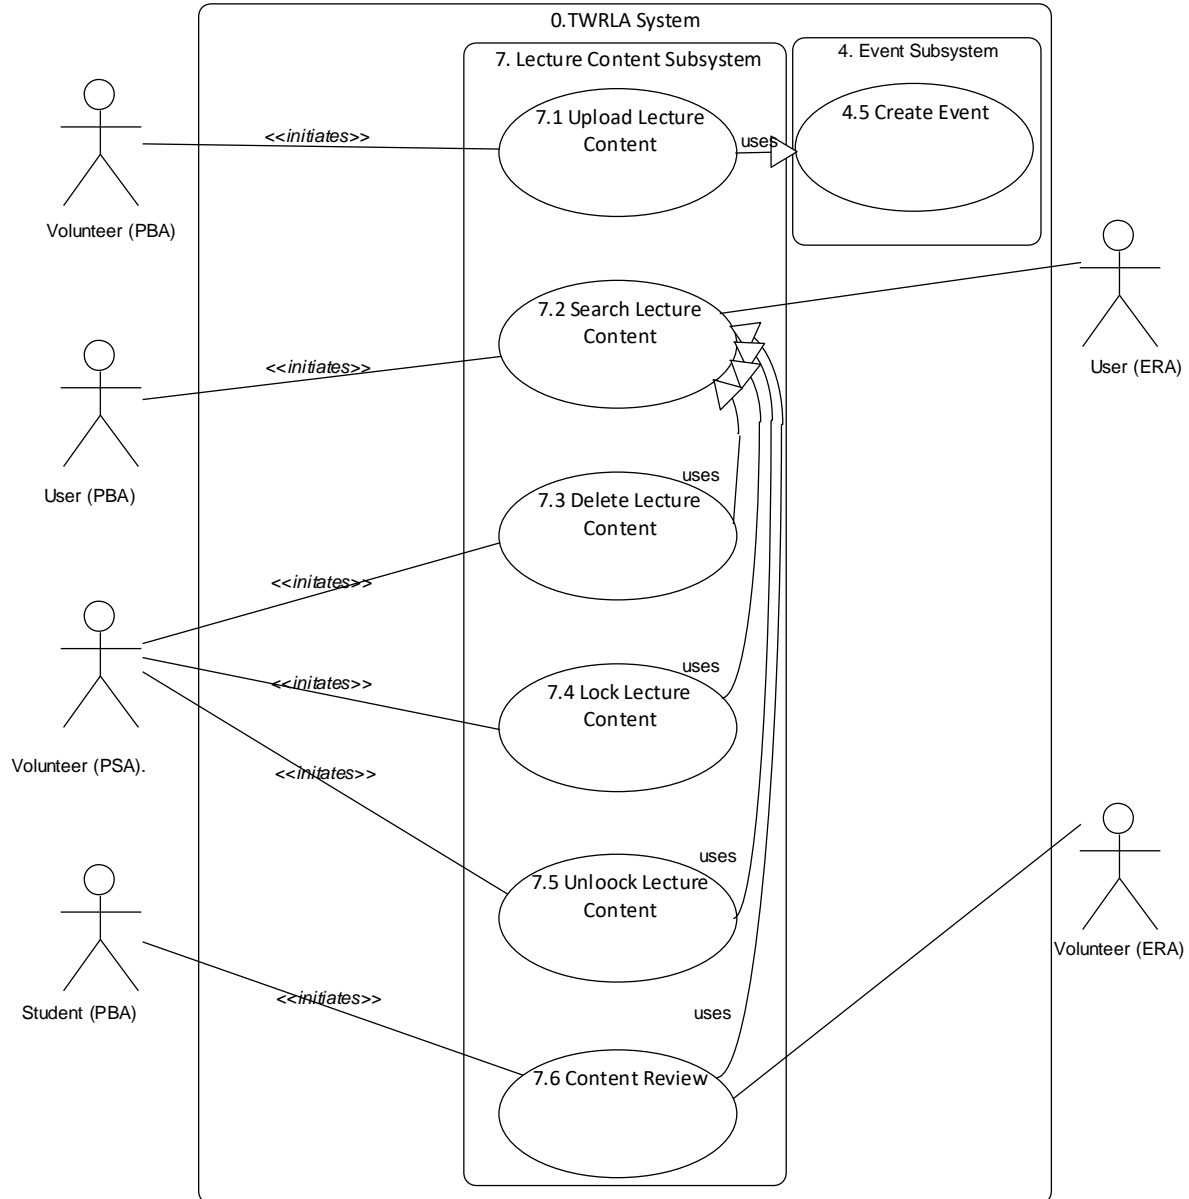 0.TWRLA System
7. Lecture Content Subsystem
4. Event Subsystem
7.1 Upload Lecture
Content
4.5 Create Event
<<initiates>>
uses
Volunteer (PBA)
7.2 Search Lecture
Content
<<initiates>>
User (ERA)
User (PBA)
uses
7.3 Delete Lecture
Content
<<initates>>
uses
7.4 Lock Lecture
Content
<<initates>>
Volunteer (PSA).
<<initates>>
uses
7.5 Unloock Lecture
Content
Volunteer (ERA)
<<initiates>>
Student (PBA)
uses
7.6 Content Review